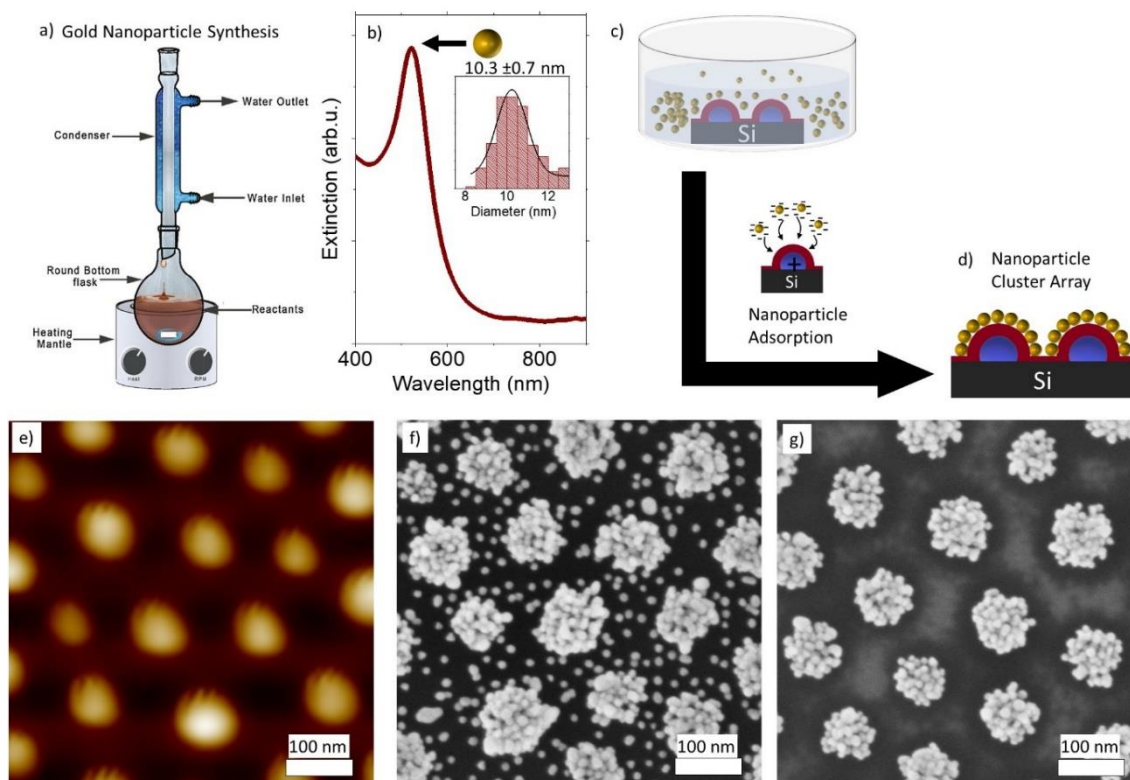 a) Gold Nanoparticle Synthesis
Water Outlet
Condenser
Water Inlet
Round Bottom
flask
Reactants
Heating
Mantle
Heat
RPM
b)
10.3 ±0.7 nm
8 10 12
Diameter (nm)
Extinction (arb.u.)
400 600 800
Wavelength (nm)
c)
Si
+
Si
Nanoparticle
Adsorption
d) Nanoparticle
Cluster Array
Si
e)
100 nm
f)
100 nm
g)
100 nm